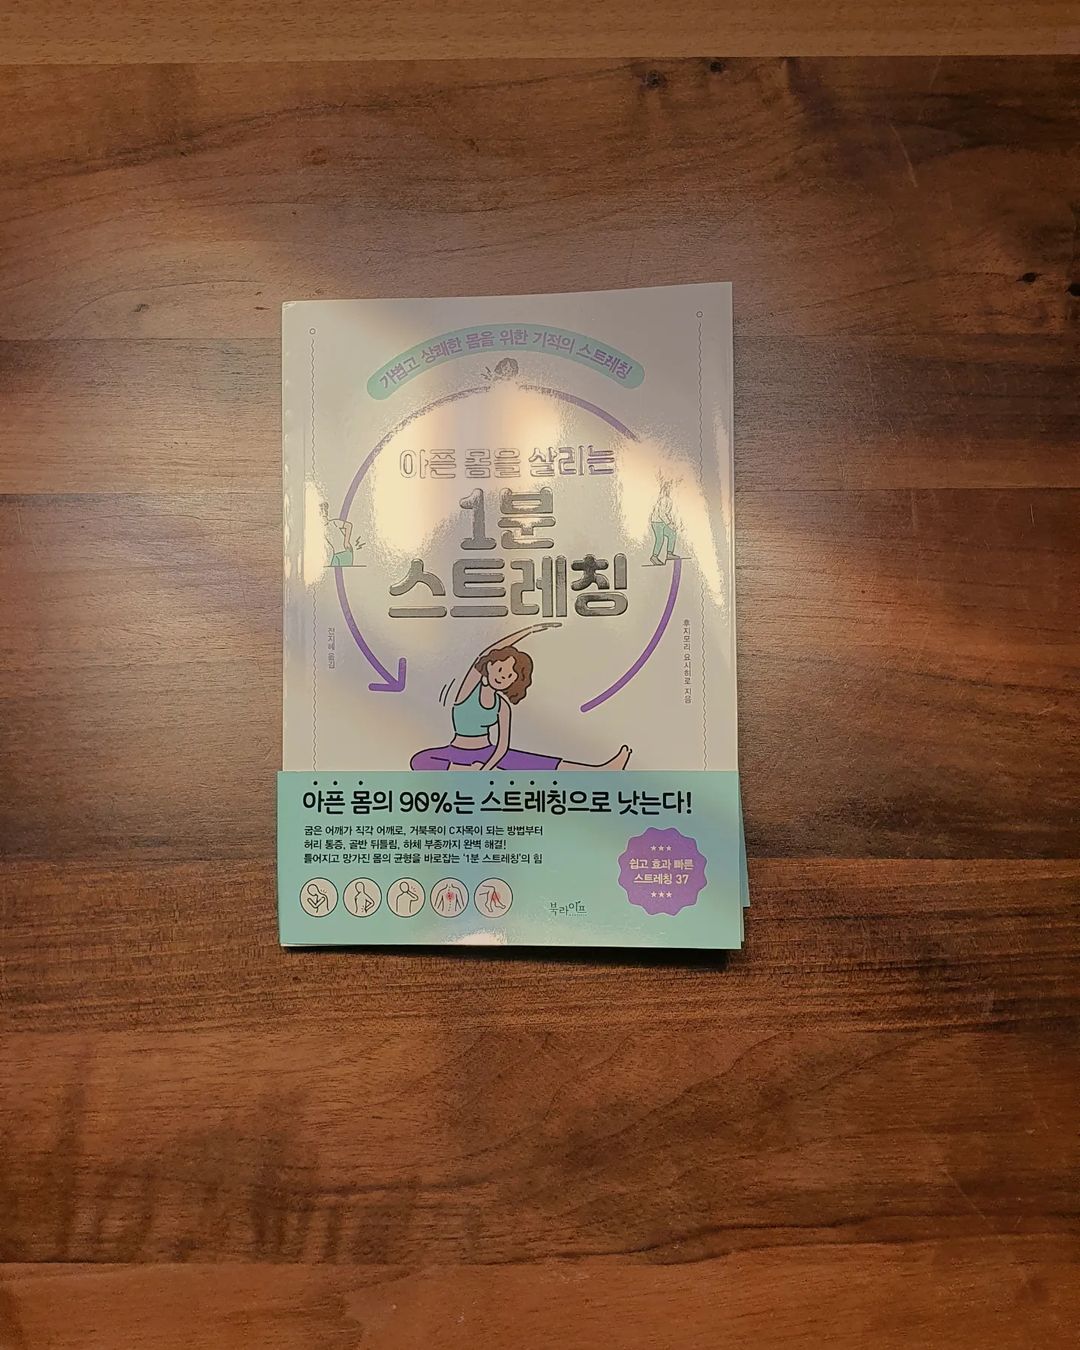 가볍고 상쾌한 몸을 위한 기적의 스트레칭
아픈 몸을 살리는
1분
스트레칭
전지혜 옮김
후지모리 요시히로 지음
아픈 몸의 90%는 스트레칭으로 낫는다!
굽은 어깨가 직각 어깨로, 거북목이 C자목이 되는 방법부터
허리 통증, 골반 뒤틀림, 하체 부종까지 완벽 해결!
틀어지고 망가진 몸의 균형을 바로잡는 '1분 스트레칭'의 힘
쉽고 효과 빠른
스트레칭 37
북라이프